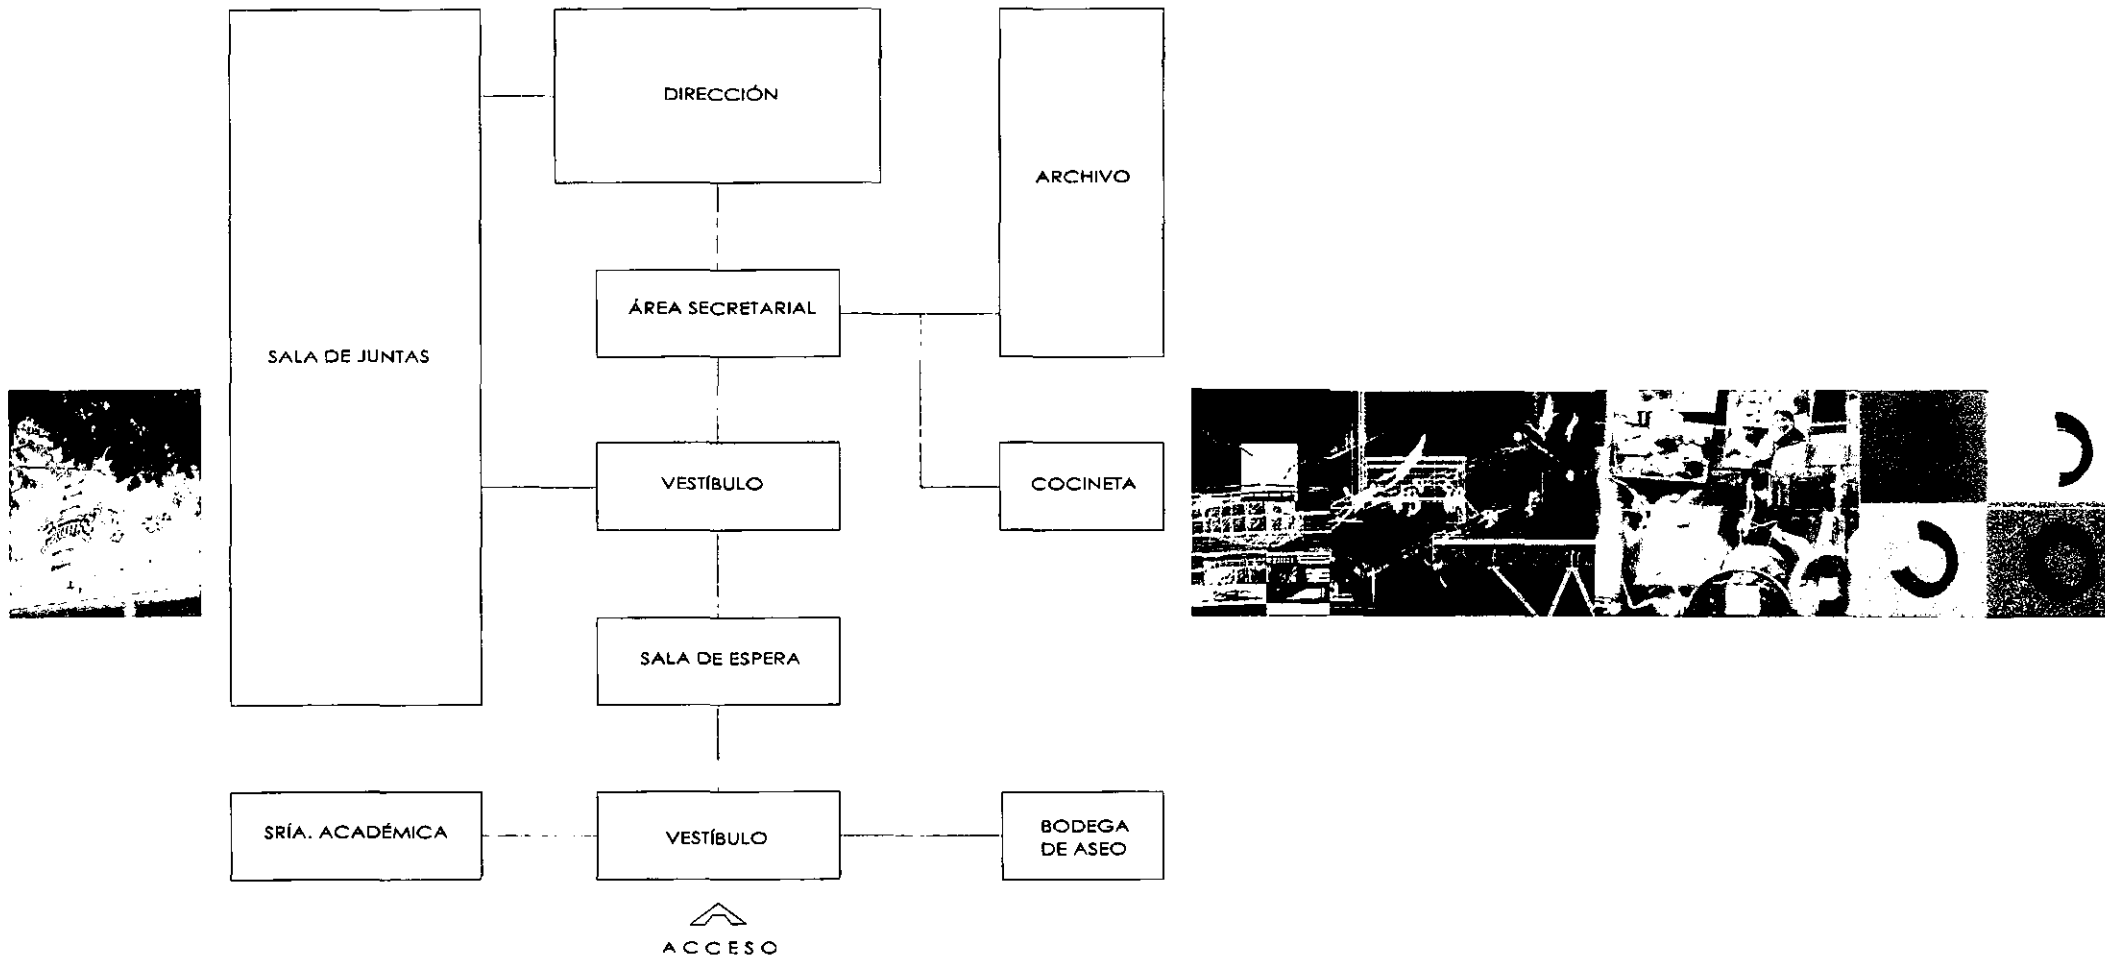 DIRECCIÓN
ARCHIVO
ÁREA SECRETARIAL
SALA DE JUNTAS
VESTÍBULO
COCINETA
SALA DE ESPERA
SRÍA. ACADÉMICA
VESTÍBULO
BODEGA
DE ASEO
ACCESO